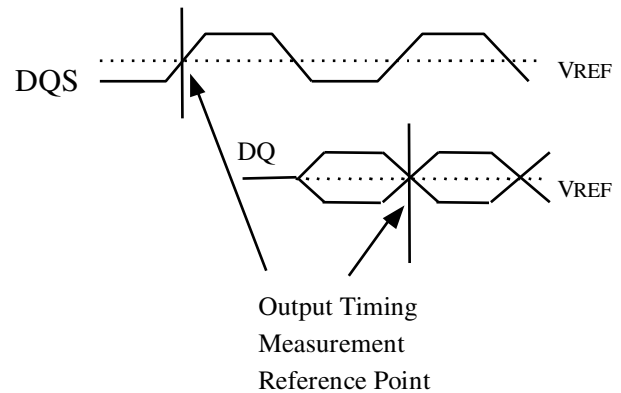 DQS
VREF
DQ
VREF
Output Timing
Measurement
Reference Point